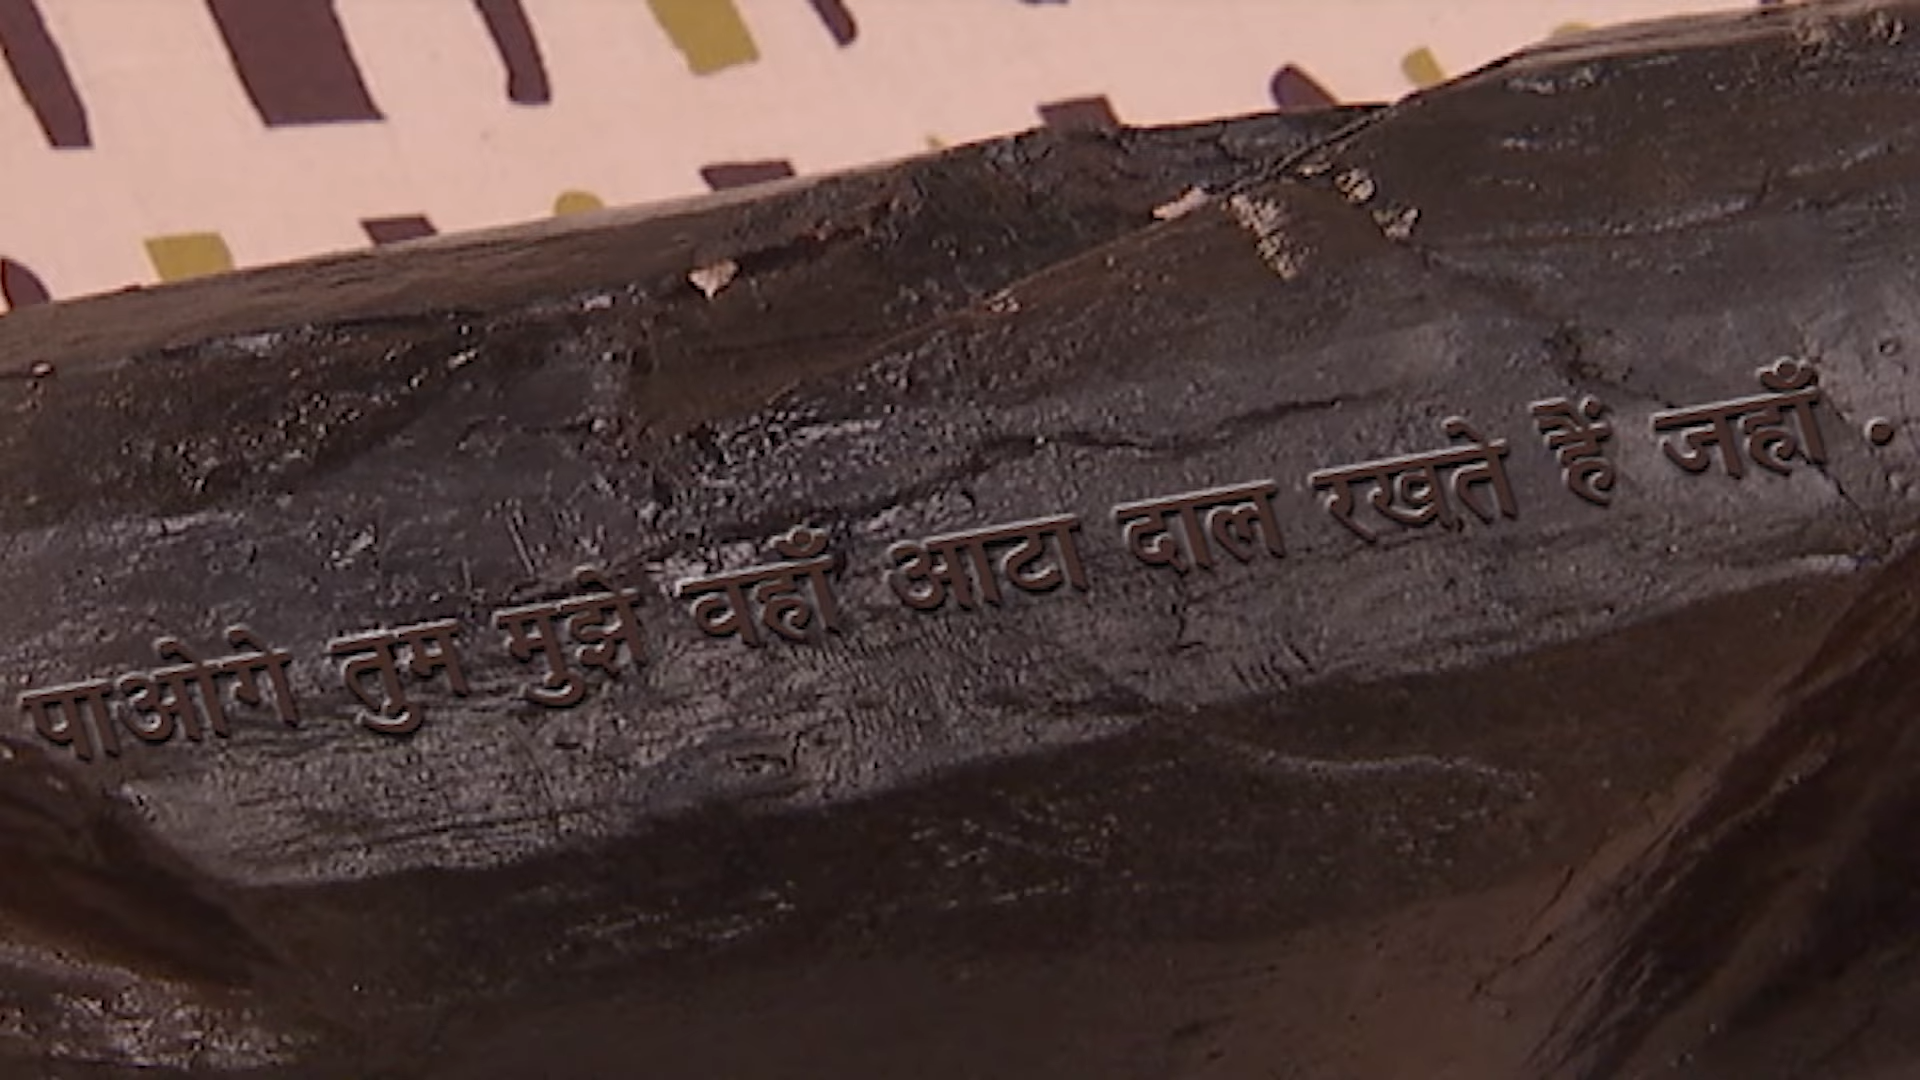 पाओगे तुम मुझे वहाँ आटा दाल रखते हैं जहाँ .